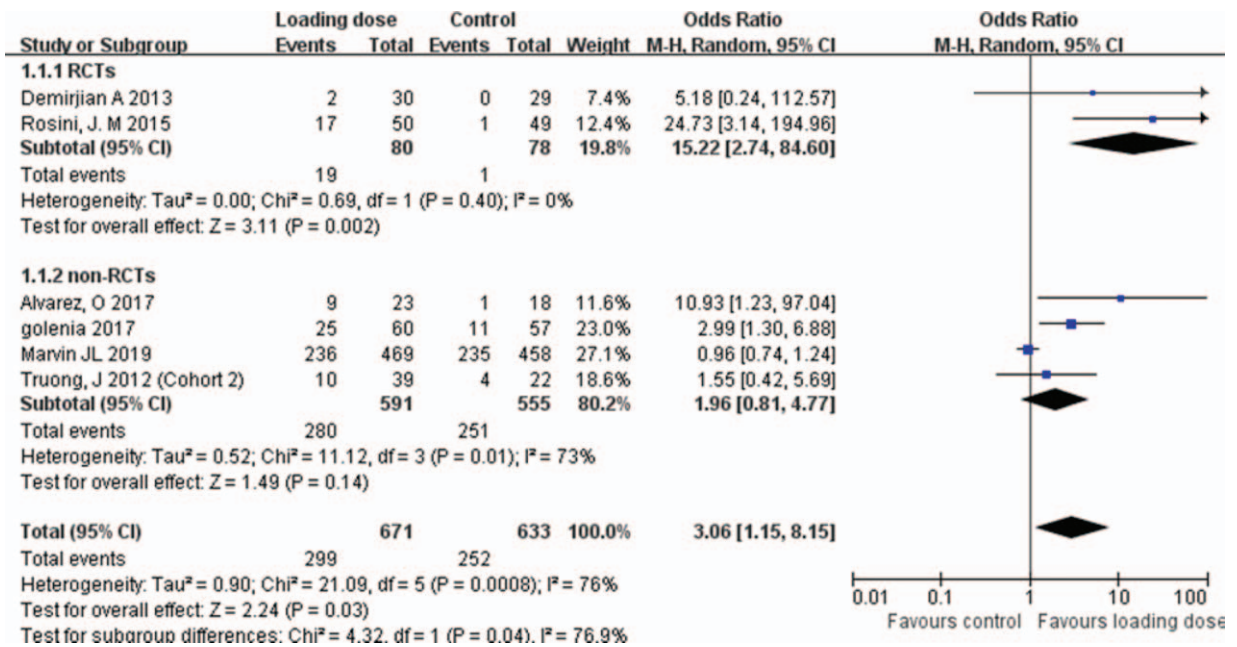 Loading dose Control Odds Ratio Odds Ratio
Study or Subgroup Events Total Events Total Weight M-H, Random, 95% CI M-H, Random, 95% CI
1.1.1 RCTs
Demirjian A 2013 2 30 0 29 7.4% 5.18 [0.24, 112.57]
Rosini, J. M 2015 17 50 1 49 12.4% 24.73 [3.14, 194.96]
Subtotal (95% CI) 80 78 19.8% 15.22 [2.74, 84.60]
Total events 19 1
Heterogeneity: Tau² = 0.00; Chi² = 0.69, df = 1 (P = 0.40); I² = 0%
Test for overall effect: Z = 3.11 (P = 0.002)
1.1.2 non-RCTs
Alvarez, O 2017 9 23 1 18 11.6% 10.93 [1.23, 97.04]
golenia 2017 25 60 11 57 23.0% 2.99 [1.30, 6.88]
Marvin JL 2019 236 469 235 458 27.1% 0.96 [0.74, 1.24]
Truong, J 2012 (Cohort 2) 10 39 4 22 18.6% 1.55 [0.42, 5.69]
Subtotal (95% CI) 591 555 80.2% 1.96 [0.81, 4.77]
Total events 280 251
Heterogeneity: Tau² = 0.52; Chi² = 11.12, df = 3 (P = 0.01); I² = 73%
Test for overall effect: Z = 1.49 (P = 0.14)
Total (95% CI) 671 633 100.0% 3.06 [1.15, 8.15]
Total events 299 252
Heterogeneity: Tau² = 0.90; Chi² = 21.09, df = 5 (P = 0.0008); I² = 76%
Test for overall effect: Z = 2.24 (P = 0.03)
Test for subgroup differences: Chi² = 4.32, df = 1 (P = 0.04), I² = 76.9%
0.01 0.1 1 10 100
Favours control Favours loading dose